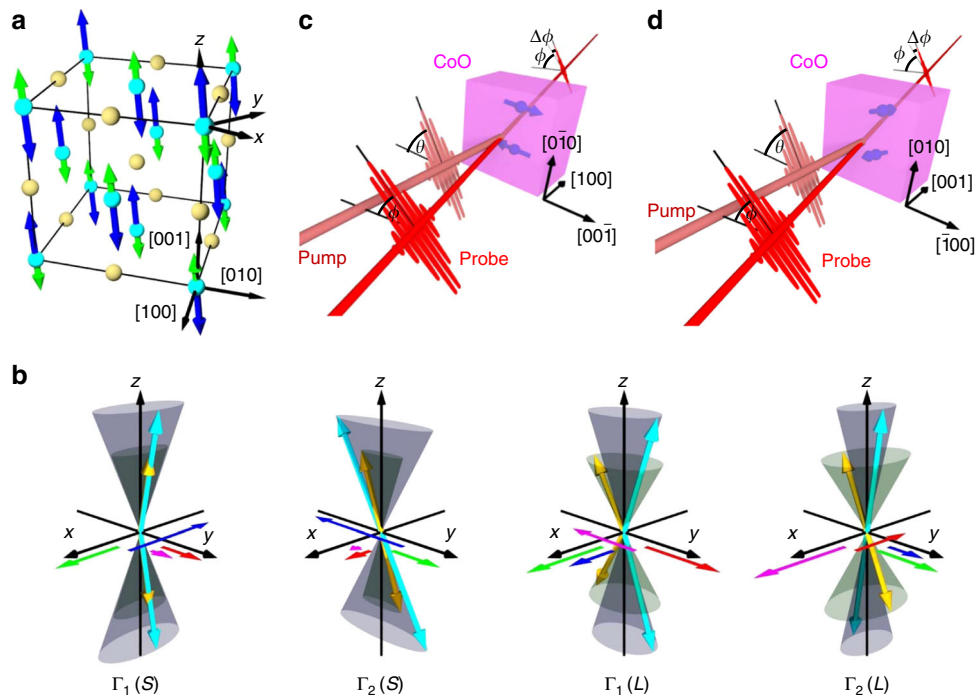 a
z
y
x
[001]
[010]
[100]
c
Δϕ
ϕ
CoO
θ
[01̄0]
[100]
[001̄]
ϕ
Pump
Probe
d
Δϕ
ϕ
CoO
θ
[010]
[001]
[1̄00]
ϕ
Pump
Probe
b
z
x
y
Γ₁ (S)
z
x
y
Γ₂ (S)
z
x
y
Γ₁ (L)
z
x
y
Γ₂ (L)